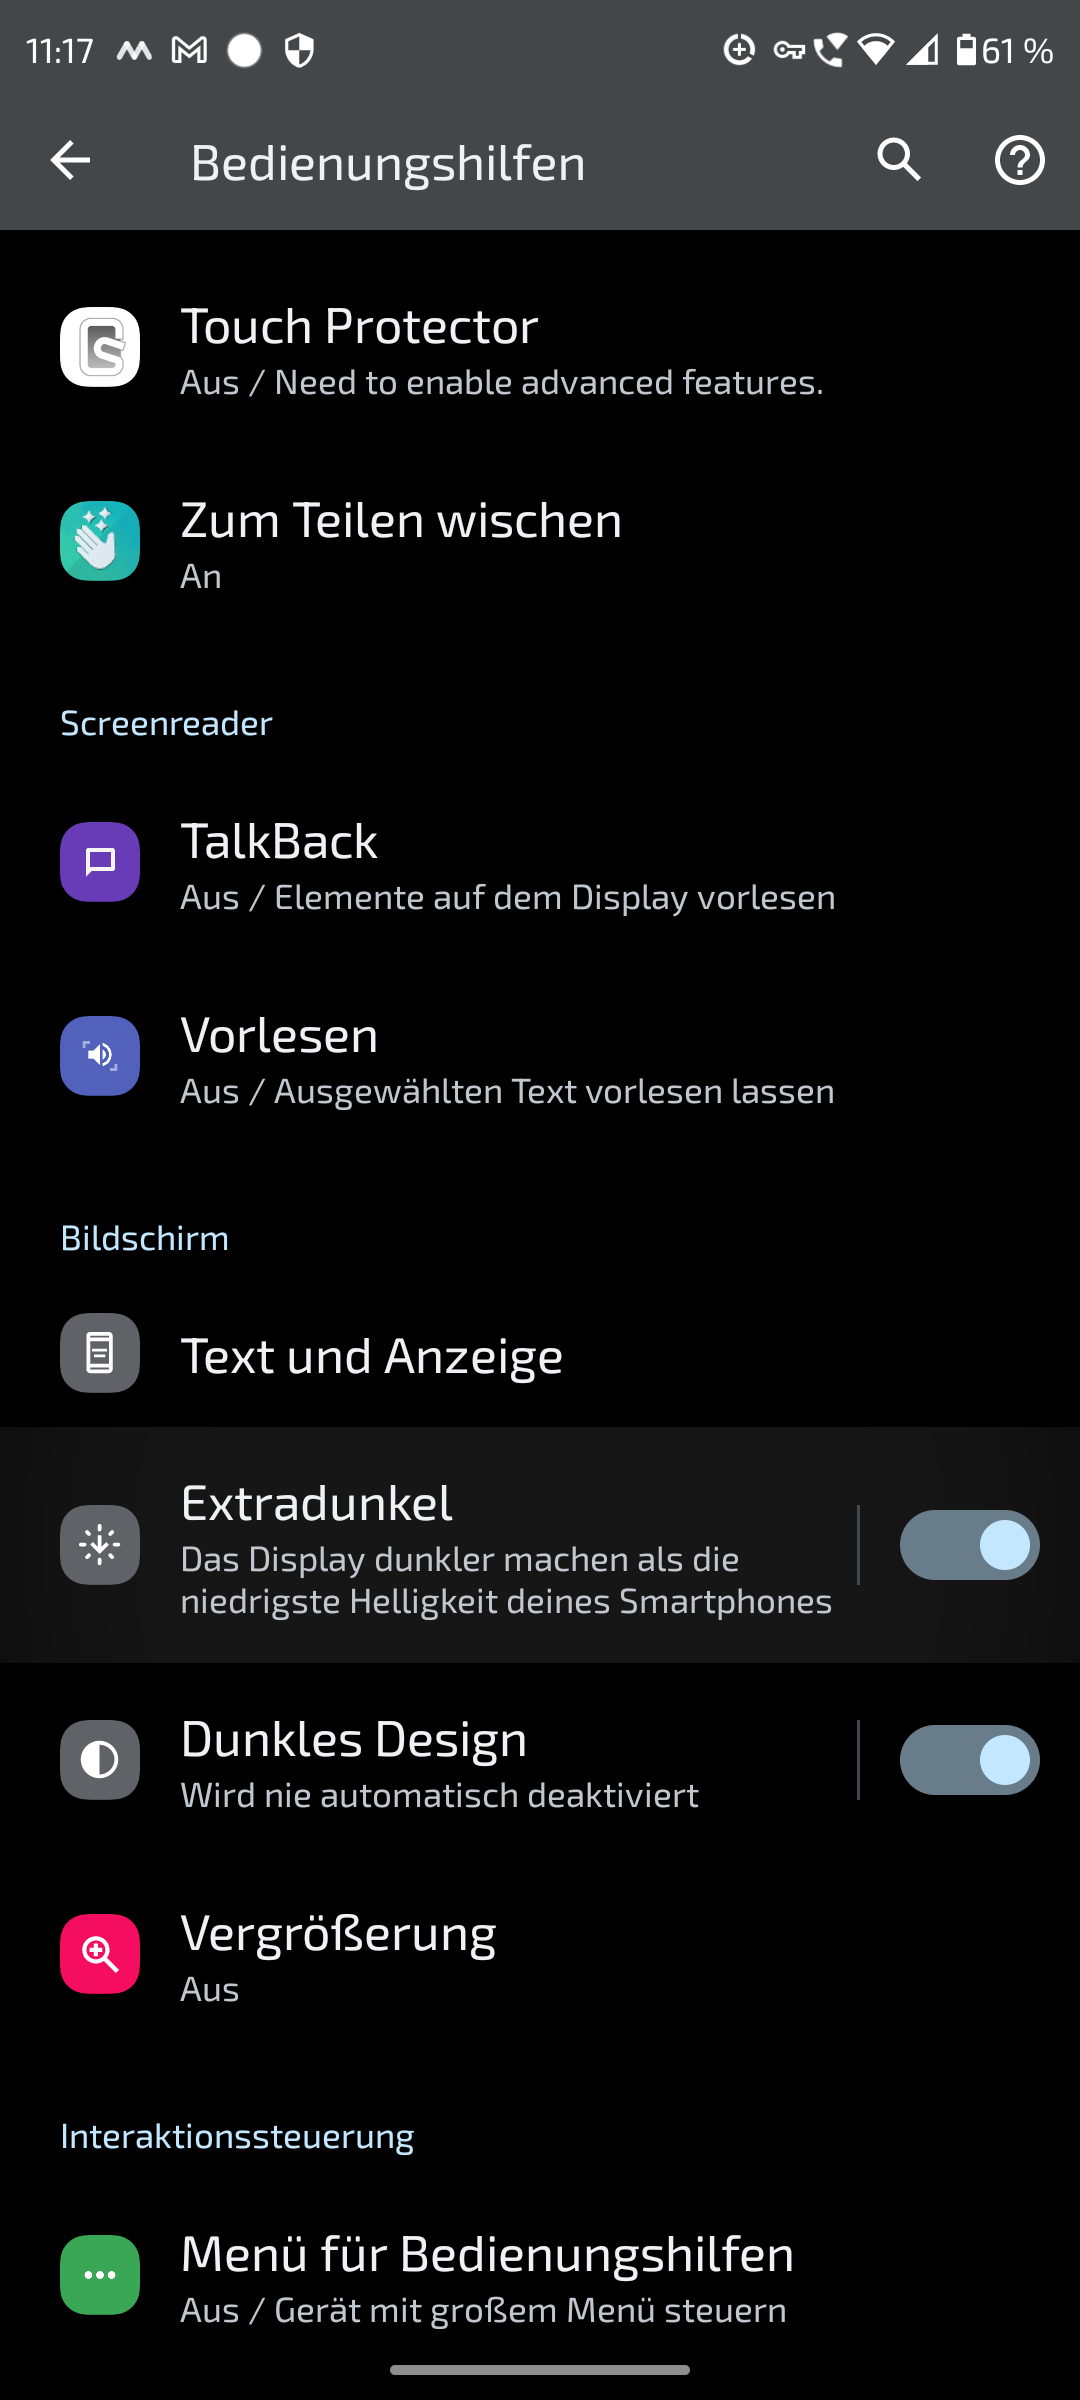 11:17
61 %
Bedienungshilfen
Touch Protector
Aus / Need to enable advanced features.
Zum Teilen wischen
An
Screenreader
TalkBack
Aus / Elemente auf dem Display vorlesen
Vorlesen
Aus / Ausgewählten Text vorlesen lassen
Bildschirm
Text und Anzeige
Extradunkel
Das Display dunkler machen als die
niedrigste Helligkeit deines Smartphones
Dunkles Design
Wird nie automatisch deaktiviert
Vergrößerung
Aus
Interaktionssteuerung
Menü für Bedienungshilfen
Aus / Gerät mit großem Menü steuern